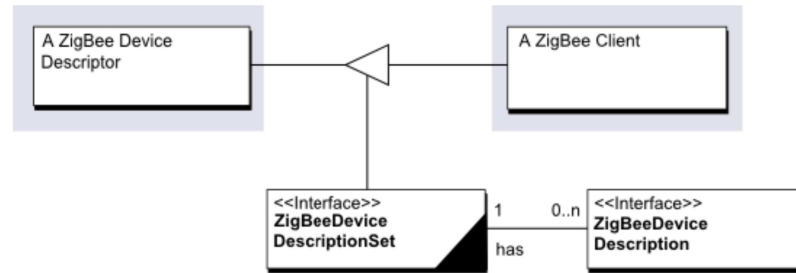 A ZigBee Device
Descriptor
A ZigBee Client
<<Interface>>
ZigBeeDevice
DescriptionSet
1
0..n
has
<<Interface>>
ZigBeeDevice
Description